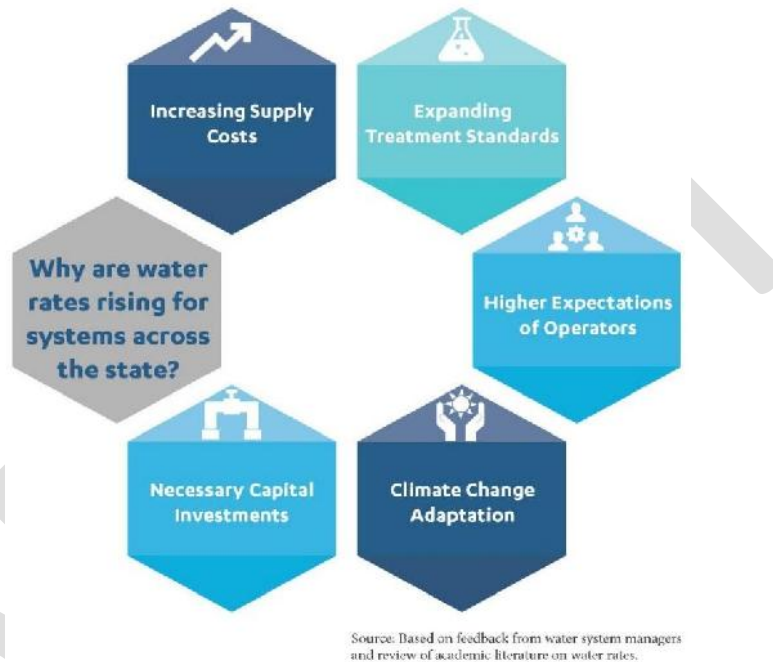 Increasing Supply
Costs
Expanding
Treatment Standards
Why are water
rates rising for
systems across
the state?
Higher Expectations
of Operators
Necessary Capital
Investments
Climate Change
Adaptation
Source: Based on feedback from water system managers
and review of academic literature on water rates.